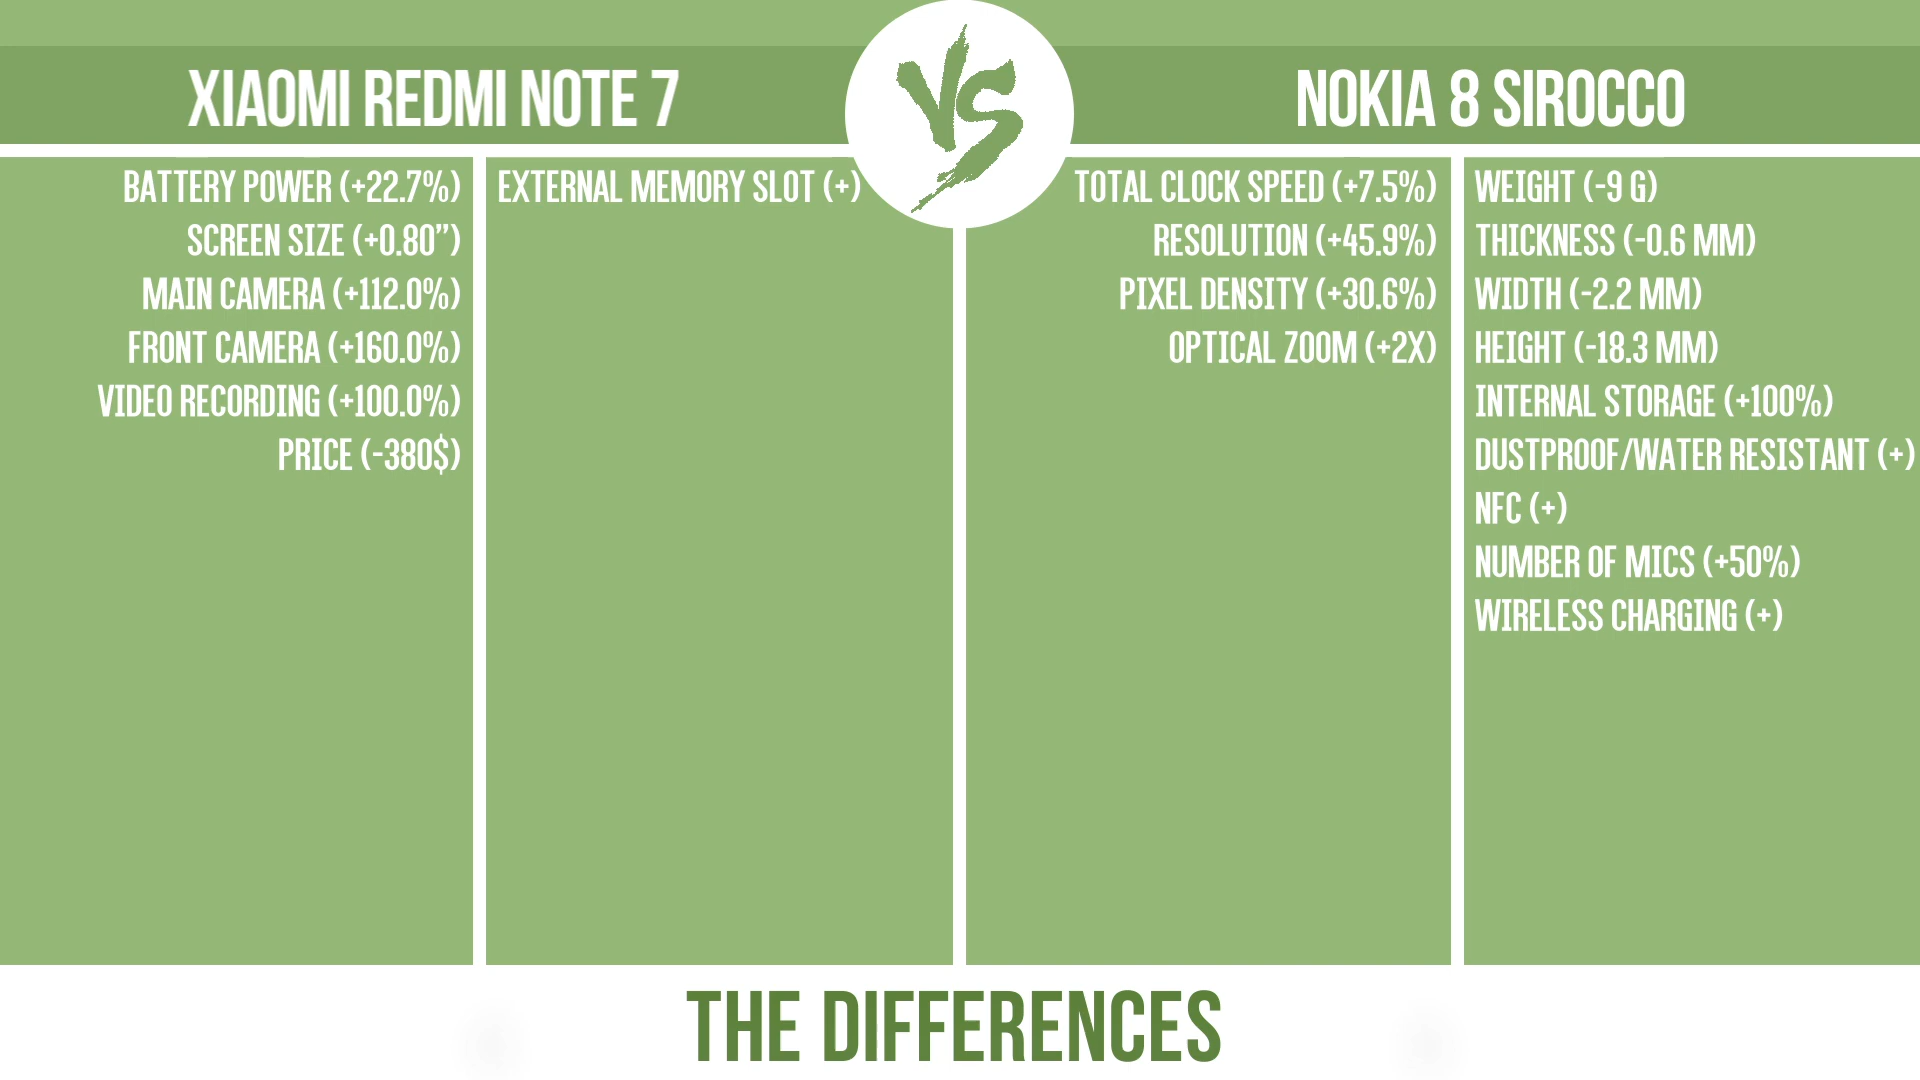 XIAOMI REDMI NOTE 7
VS
NOKIA 8 SIROCCO
BATTERY POWER (+22.7%)
SCREEN SIZE (+0.80”)
MAIN CAMERA (+112.0%)
FRONT CAMERA (+160.0%)
VIDEO RECORDING (+100.0%)
PRICE (-380$)
EXTERNAL MEMORY SLOT (+)
TOTAL CLOCK SPEED (+7.5%)
RESOLUTION (+45.9%)
PIXEL DENSITY (+30.6%)
OPTICAL ZOOM (+2X)
WEIGHT (-9 G)
THICKNESS (-0.6 MM)
WIDTH (-2.2 MM)
HEIGHT (-18.3 MM)
INTERNAL STORAGE (+100%)
DUSTPROOF/WATER RESISTANT (+)
NFC (+)
NUMBER OF MICS (+50%)
WIRELESS CHARGING (+)
THE DIFFERENCES